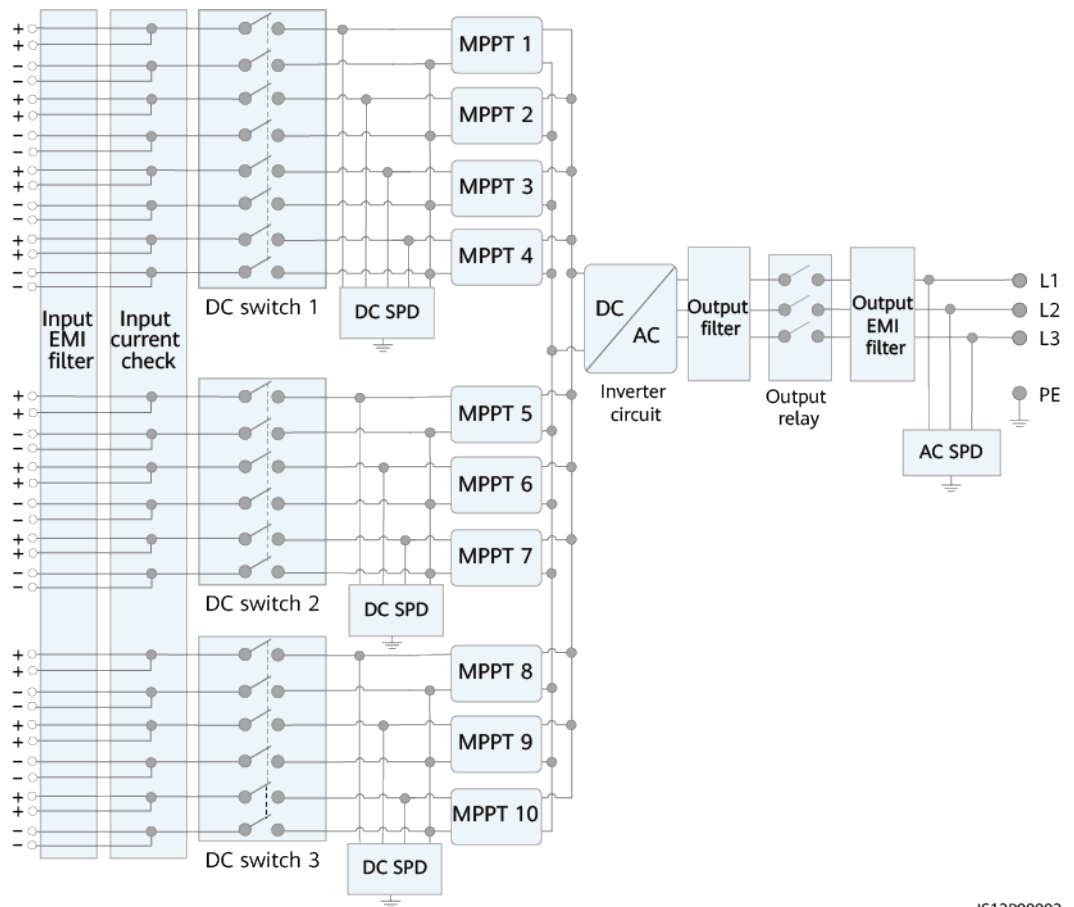 +
+
−
−
+
+
−
−
+
+
−
−
+
+
−
−
MPPT 1
MPPT 2
MPPT 3
MPPT 4
DC switch 1
DC SPD
Input
EMI
filter
Input
current
check
DC
AC
Inverter
circuit
Output
filter
Output
relay
Output
EMI
filter
L1
L2
L3
PE
AC SPD
+
+
−
−
+
+
−
−
+
+
−
−
MPPT 5
MPPT 6
MPPT 7
DC switch 2
DC SPD
+
+
−
−
+
+
−
−
+
+
−
−
MPPT 8
MPPT 9
MPPT 10
DC switch 3
DC SPD